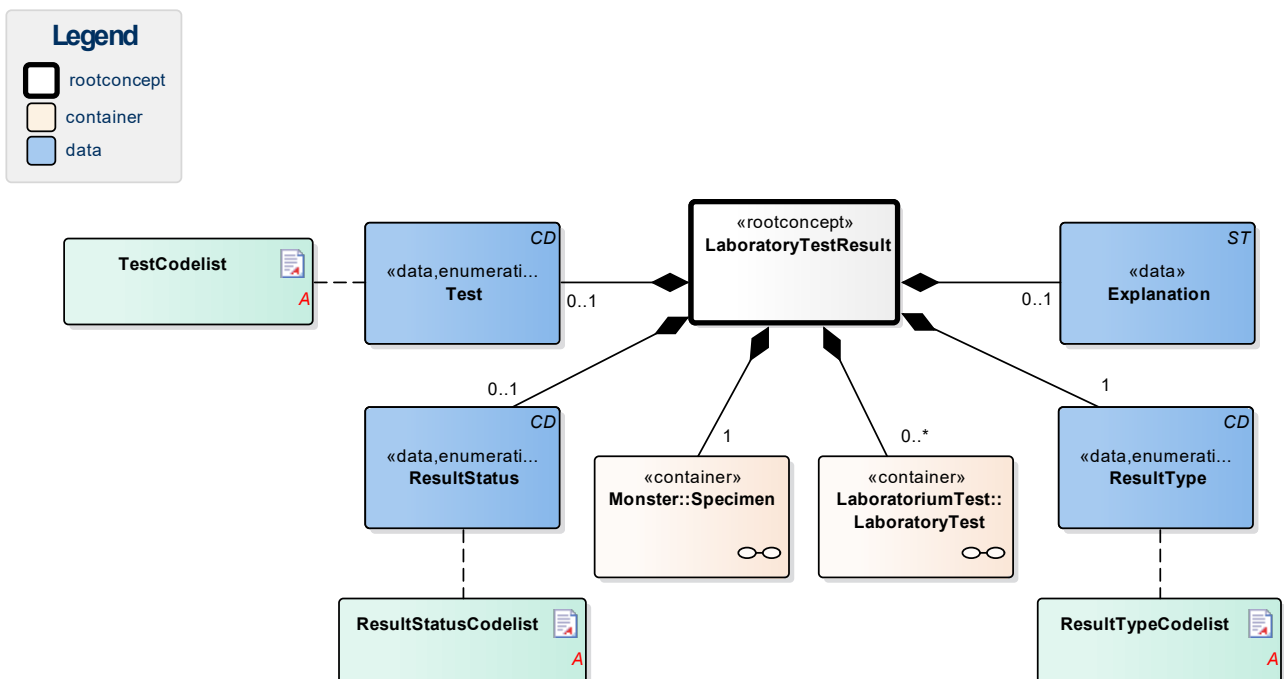 Legend
rootconcept
container
data
«rootconcept»
LaboratoryTestResult
CD
«data,enumerati...
Test
TestCodelist
A
0..1
ST
«data»
Explanation
0..1
0..1
CD
«data,enumerati...
ResultStatus
1
«container»
Monster::Specimen
0..*
«container»
LaboratoriumTest::
LaboratoryTest
1
CD
«data,enumerati...
ResultType
ResultStatusCodelist
A
ResultTypeCodelist
A